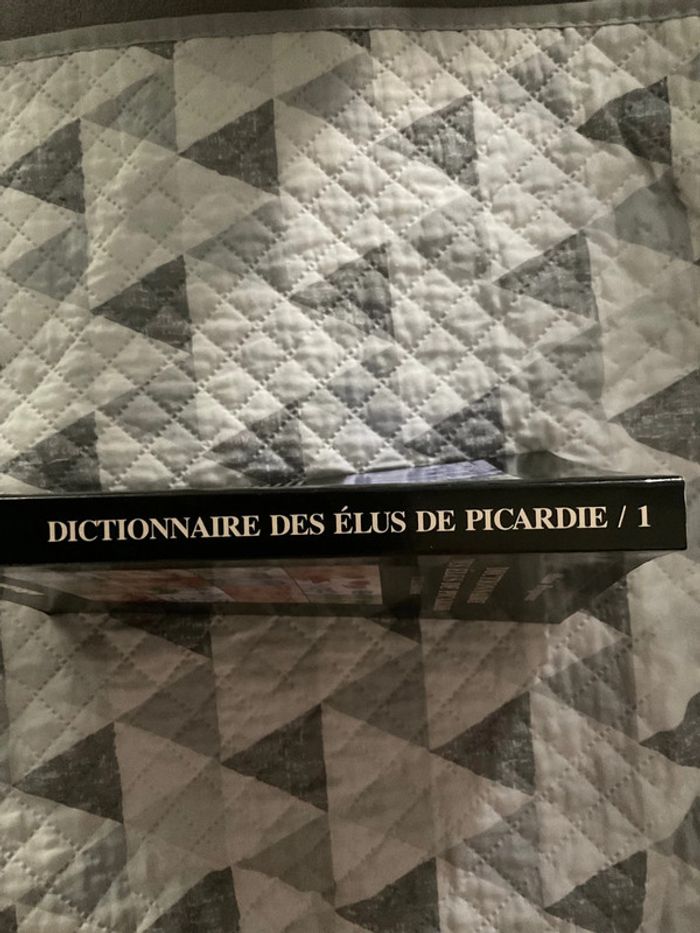 DICTIONNAIRE DES ÉLUS DE PICARDIE / 1